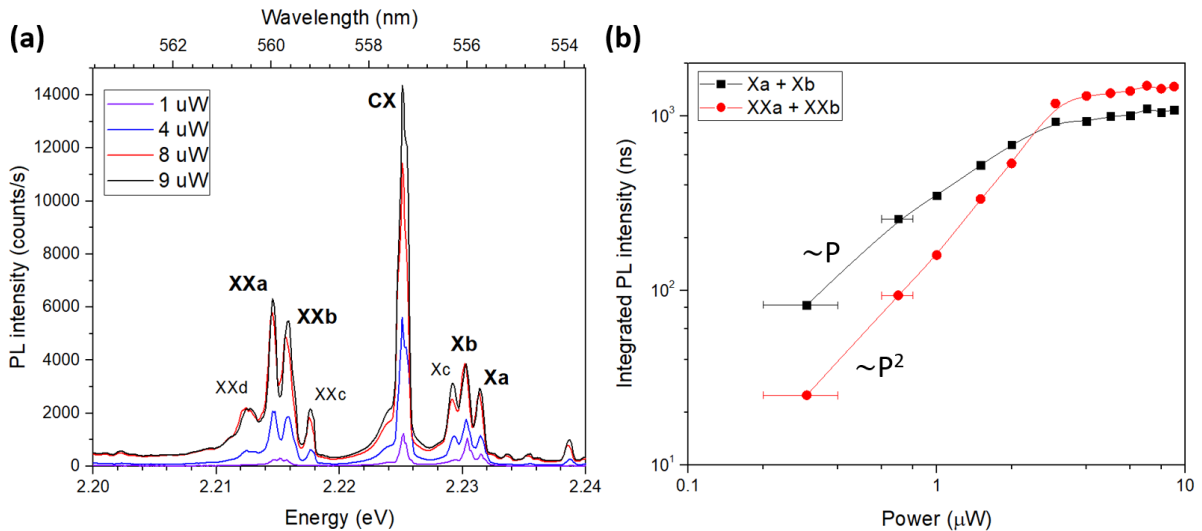 (a)
Wavelength (nm)
562 560 558 556 554
PL intensity (counts/s)
14000
12000
10000
8000
6000
4000
2000
0
1 uW
4 uW
8 uW
9 uW
CX
XXa
XXb
XXd
XXc
Xb
Xc
Xa
2.20 2.21 2.22 2.23 2.24
Energy (eV)
(b)
Integrated PL intensity (ns)
10³
10²
10¹
Xa + Xb
XXa + XXb
~P
~P²
0.1 1 10
Power (μW)